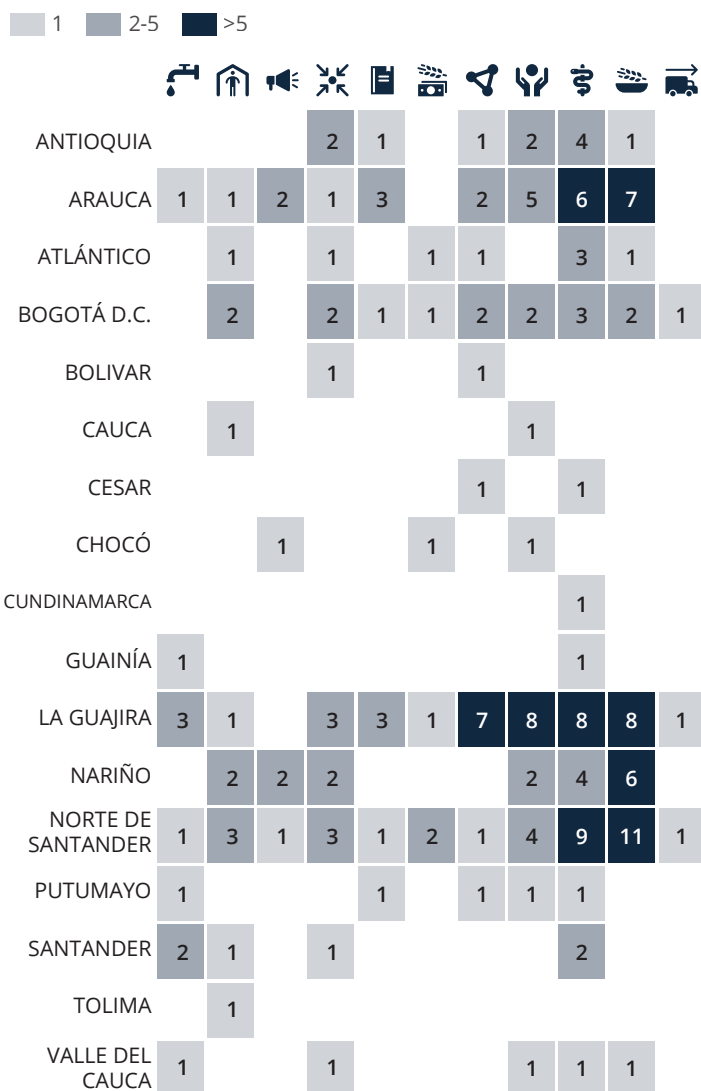 1 2-5 >5
ANTIOQUIA 2 1 1 2 4 1
ARAUCA 1 1 2 1 3 2 5 6 7
ATLÁNTICO 1 1 1 1 3 1
BOGOTÁ D.C. 2 2 1 1 2 2 3 2 1
BOLIVAR 1 1
CAUCA 1 1
CESAR 1 1
CHOCÓ 1 1 1
CUNDINAMARCA 1
GUAINÍA 1 1
LA GUAJIRA 3 1 3 3 1 7 8 8 8 1
NARIÑO 2 2 2 2 4 6
NORTE DE
SANTANDER 1 3 1 3 1 2 1 4 9 11 1
PUTUMAYO 1 1 1 1 1
SANTANDER 2 1 1 2
TOLIMA 1
VALLE DEL
CAUCA 1 1 1 1 1